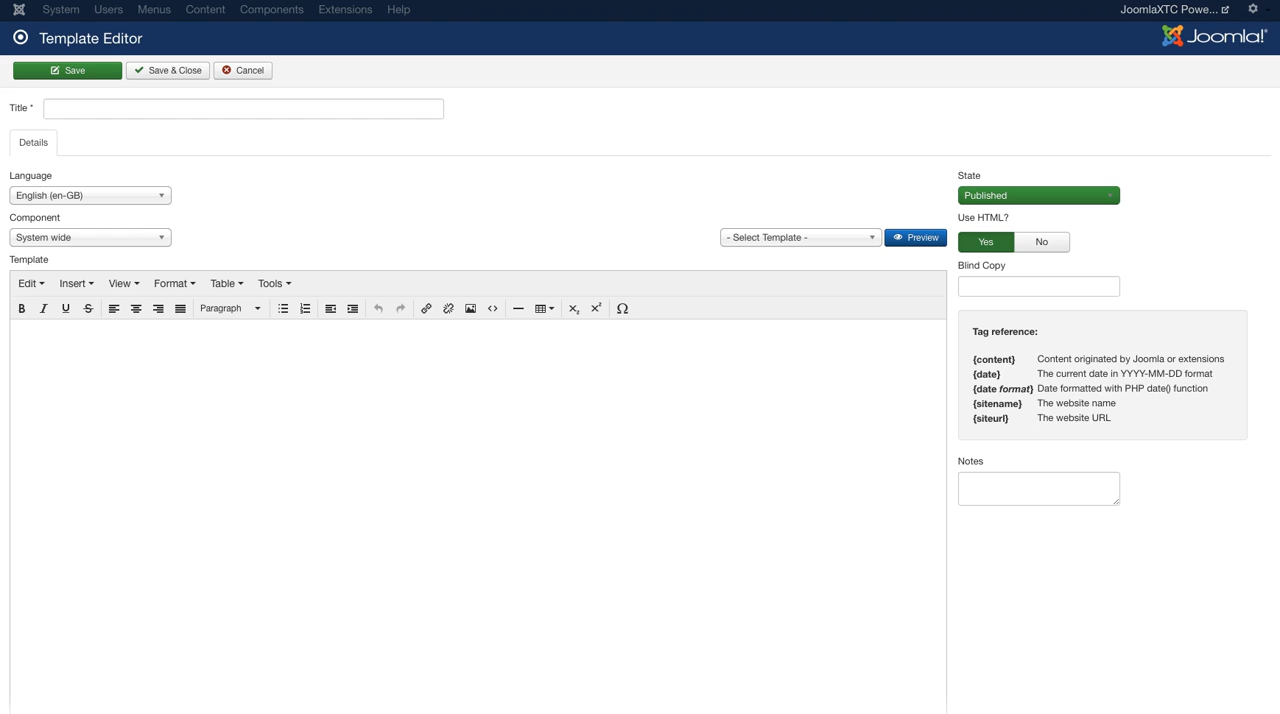 System Users Menus Content Components Extensions Help JoomlaXTC Powe...
Template Editor Joomla!®
Save Save & Close Cancel
Title *
Details
Language
English (en-GB)
Component
System wide
- Select Template - Preview
Template
Edit Insert View Format Table Tools
B I U S Paragraph x₂ x² Ω
State
Published
Use HTML?
Yes No
Blind Copy
Tag reference:
{content} Content originated by Joomla or extensions
{date} The current date in YYYY-MM-DD format
{date format} Date formatted with PHP date() function
{sitename} The website name
{siteurl} The website URL
Notes